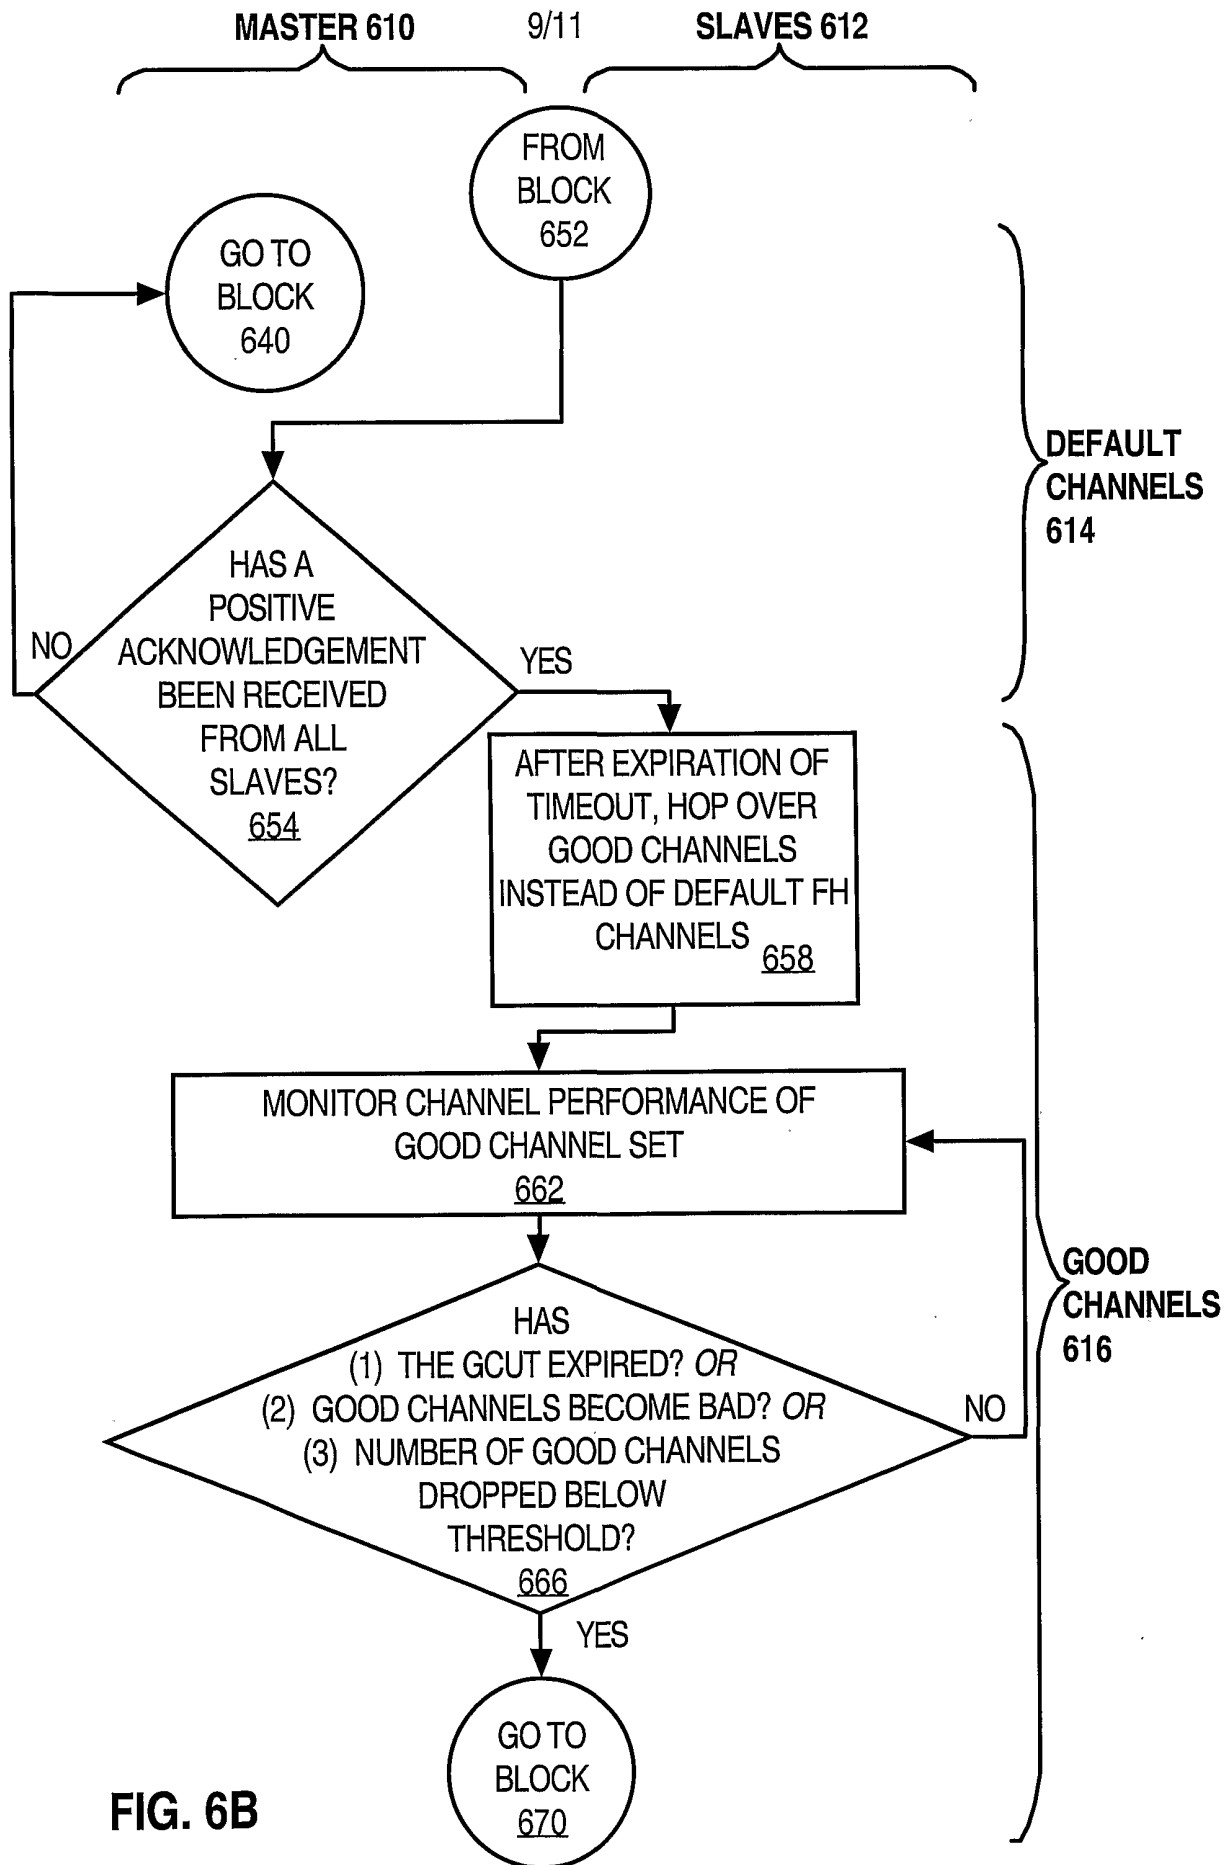 MASTER 610
9/11
SLAVES 612
FROM
BLOCK
652
GO TO
BLOCK
640
DEFAULT
CHANNELS
614
HAS A
POSITIVE
ACKNOWLEDGEMENT
BEEN RECEIVED
FROM ALL
SLAVES?
654
NO
YES
AFTER EXPIRATION OF
TIMEOUT, HOP OVER
GOOD CHANNELS
INSTEAD OF DEFAULT FH
CHANNELS
658
MONITOR CHANNEL PERFORMANCE OF
GOOD CHANNEL SET
662
GOOD
CHANNELS
616
HAS
(1) THE GCUT EXPIRED? OR
(2) GOOD CHANNELS BECOME BAD? OR
(3) NUMBER OF GOOD CHANNELS
DROPPED BELOW
THRESHOLD?
666
NO
YES
GO TO
BLOCK
670
FIG. 6B